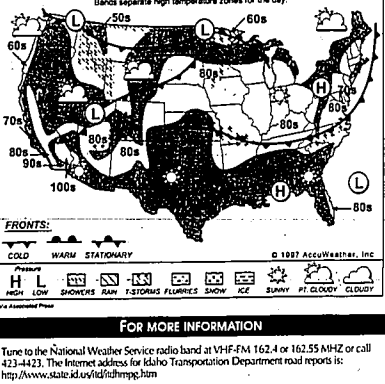 Bands separate high temperature zones for the day.
L
50s
L
60s
60s
80s
H
70s
70s
L
80s
80s
80s
80s
80s
90s
100s
H
L
80s
FRONTS:
COLD WARM STATIONARY
© 1997 AccuWeather, Inc
Pressure
H L
HIGH LOW SHOWERS RAIN T-STORMS FLURRIES SNOW ICE SUNNY PT. CLOUDY CLOUDY
Via Associated Press
FOR MORE INFORMATION
Tune to the National Weather Service radio band at VHF-FM 162.4 or 162.55 MHZ or call
423-4423. The Internet address for Idaho Transportation Department road reports is:
http://www.state.id.us/itd/itdhmpg.htm